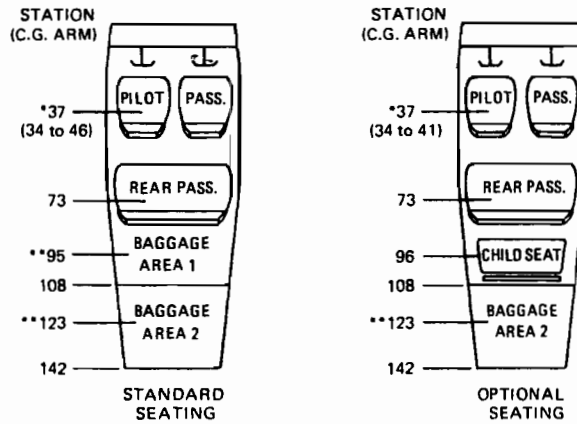 STATION
(C.G. ARM)
PILOT
PASS.
*37
(34 to 46)
REAR PASS.
73
**95
BAGGAGE
AREA 1
108
**123
BAGGAGE
AREA 2
142
STANDARD
SEATING
STATION
(C.G. ARM)
PILOT
PASS.
*37
(34 to 41)
REAR PASS.
73
96
CHILD SEAT
108
**123
BAGGAGE
AREA 2
142
OPTIONAL
SEATING